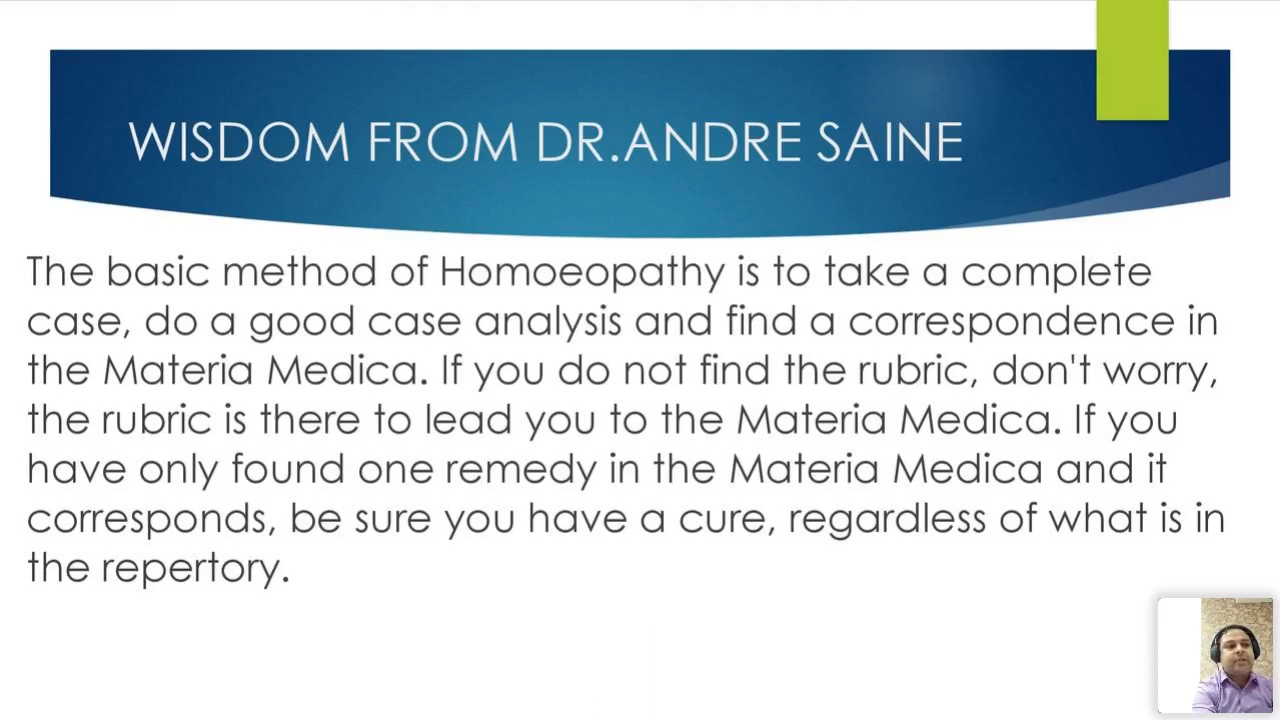 WISDOM FROM DR.ANDRE SAINE
The basic method of Homoeopathy is to take a complete
case, do a good case analysis and find a correspondence in
the Materia Medica. If you do not find the rubric, don't worry,
the rubric is there to lead you to the Materia Medica. If you
have only found one remedy in the Materia Medica and it
corresponds, be sure you have a cure, regardless of what is in
the repertory.